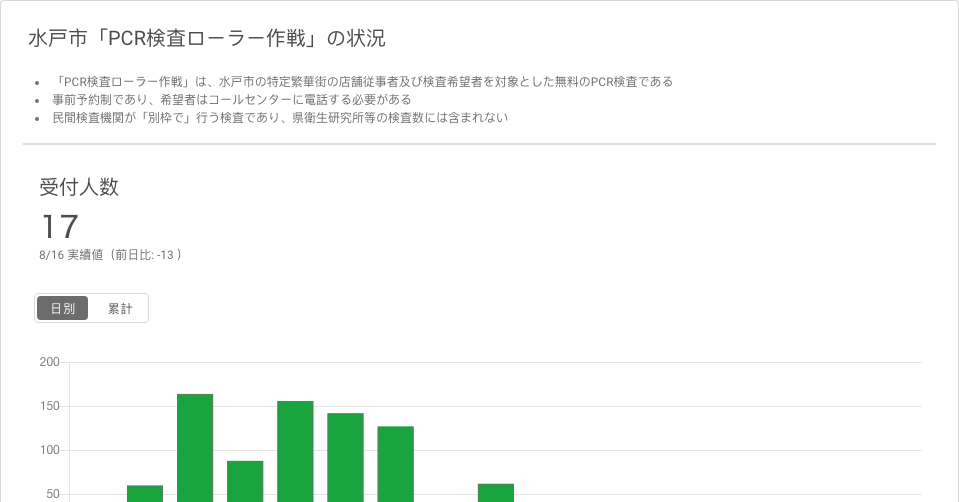 水戸市「PCR検査ローラー作戦」の状況
• 「PCR検査ローラー作戦」は、水戸市の特定繁華街の店舗従事者及び検査希望者を対象とした無料のPCR検査である
• 事前予約制であり、希望者はコールセンターに電話する必要がある
• 民間検査機関が「別枠で」行う検査であり、県衛生研究所等の検査数には含まれない
受付人数
17
8/16 実績値（前日比: -13 ）
日別 累計
200
150
100
50